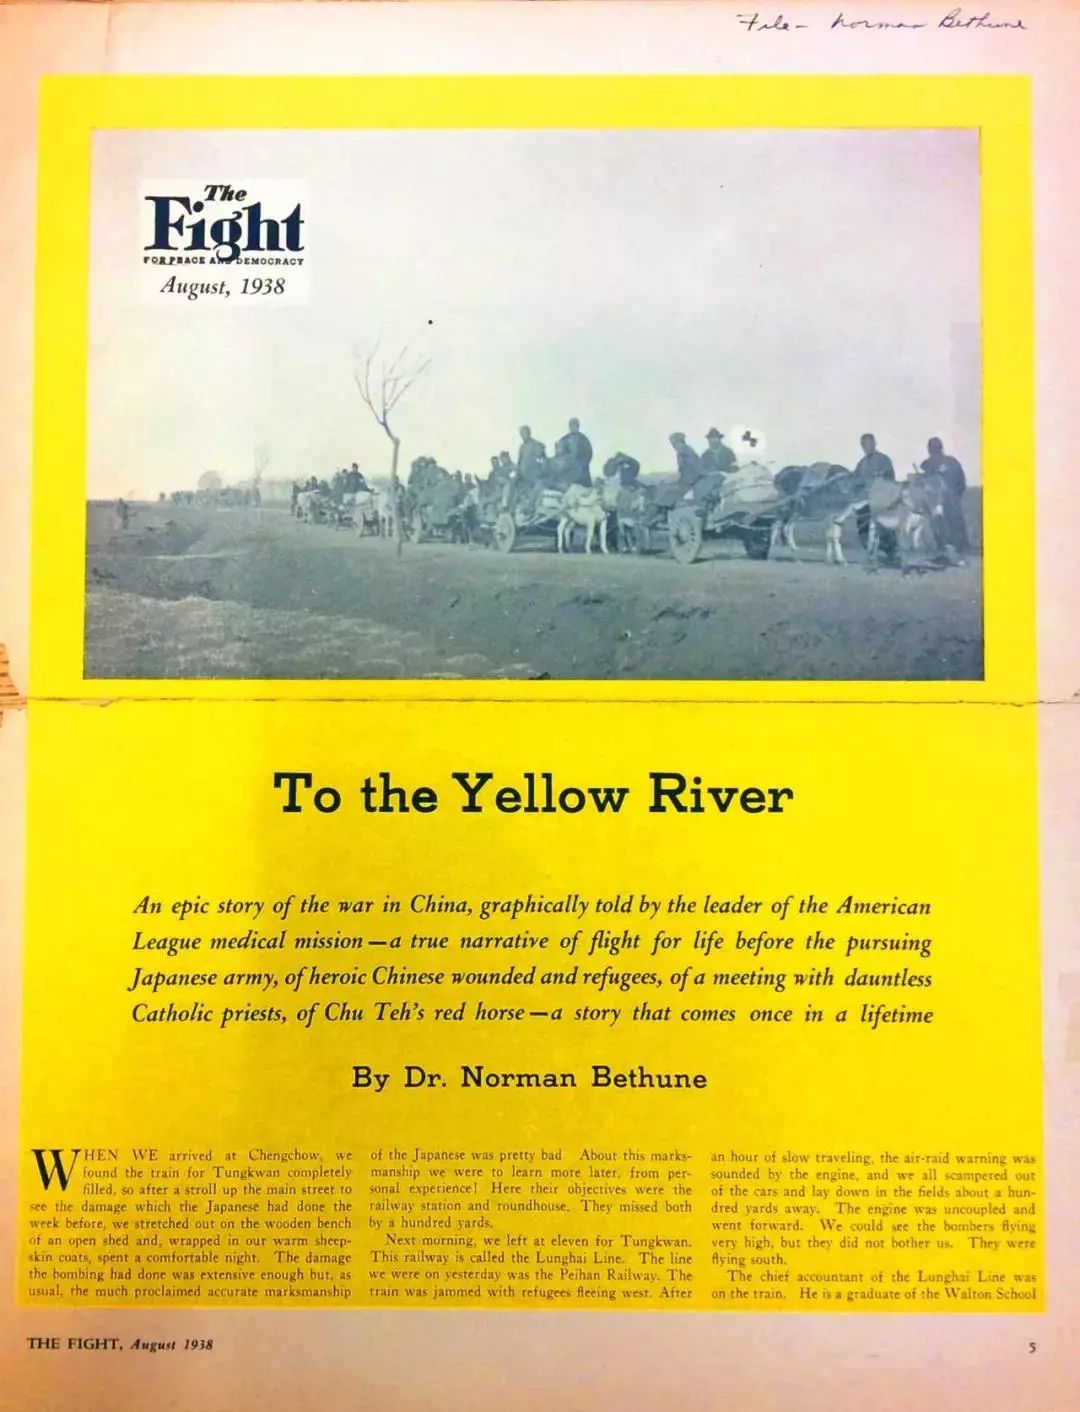 File - Norman Bethune
The
Fight
FOR PEACE AND DEMOCRACY
August, 1938
To the Yellow River
An epic story of the war in China, graphically told by the leader of the American
League medical mission—a true narrative of flight for life before the pursuing
Japanese army, of heroic Chinese wounded and refugees, of a meeting with dauntless
Catholic priests, of Chu Teh's red horse—a story that comes once in a lifetime
By Dr. Norman Bethune
WHEN WE arrived at Chengchow, we
found the train for Tungkwan completely
filled, so after a stroll up the main street to
see the damage which the Japanese had done the
week before, we stretched out on the wooden bench
of an open shed and, wrapped in our warm sheep-
skin coats, spent a comfortable night. The damage
the bombing had done was extensive enough but, as
usual, the much proclaimed accurate marksmanship
of the Japanese was pretty bad About this marks-
manship we were to learn more later, from per-
sonal experience! Here their objectives were the
railway station and roundhouse. They missed both
by a hundred yards.
Next morning, we left at eleven for Tungkwan.
This railway is called the Lunghai Line. The line
we were on yesterday was the Peihan Railway. The
train was jammed with refugees fleeing west. After
an hour of slow traveling, the air-raid warning was
sounded by the engine, and we all scampered out
of the cars and lay down in the fields about a hun-
dred yards away. The engine was uncoupled and
went forward. We could see the bombers flying
very high, but they did not bother us. They were
flying south.
The chief accountant of the Lunghai Line was
on the train. He is a graduate of the Walton School
THE FIGHT, August 1938
5